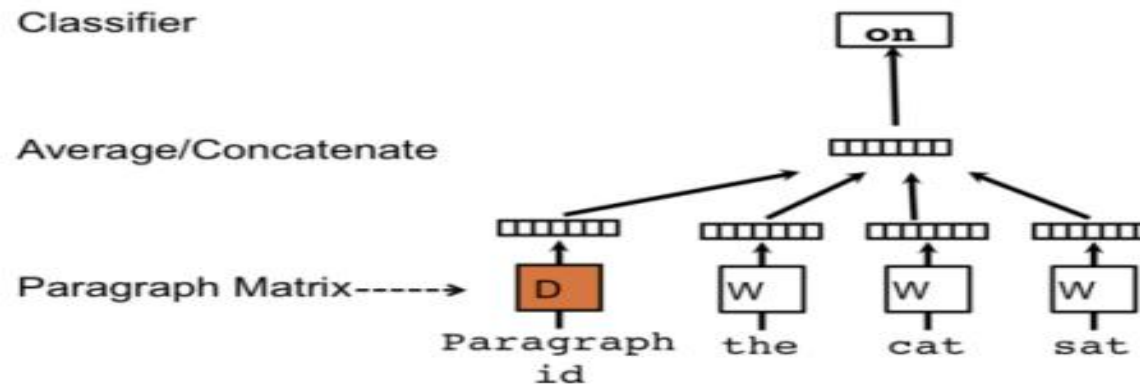 Classifier
on
Average/Concatenate
Paragraph Matrix
D
W
W
W
Paragraph id
the
cat
sat